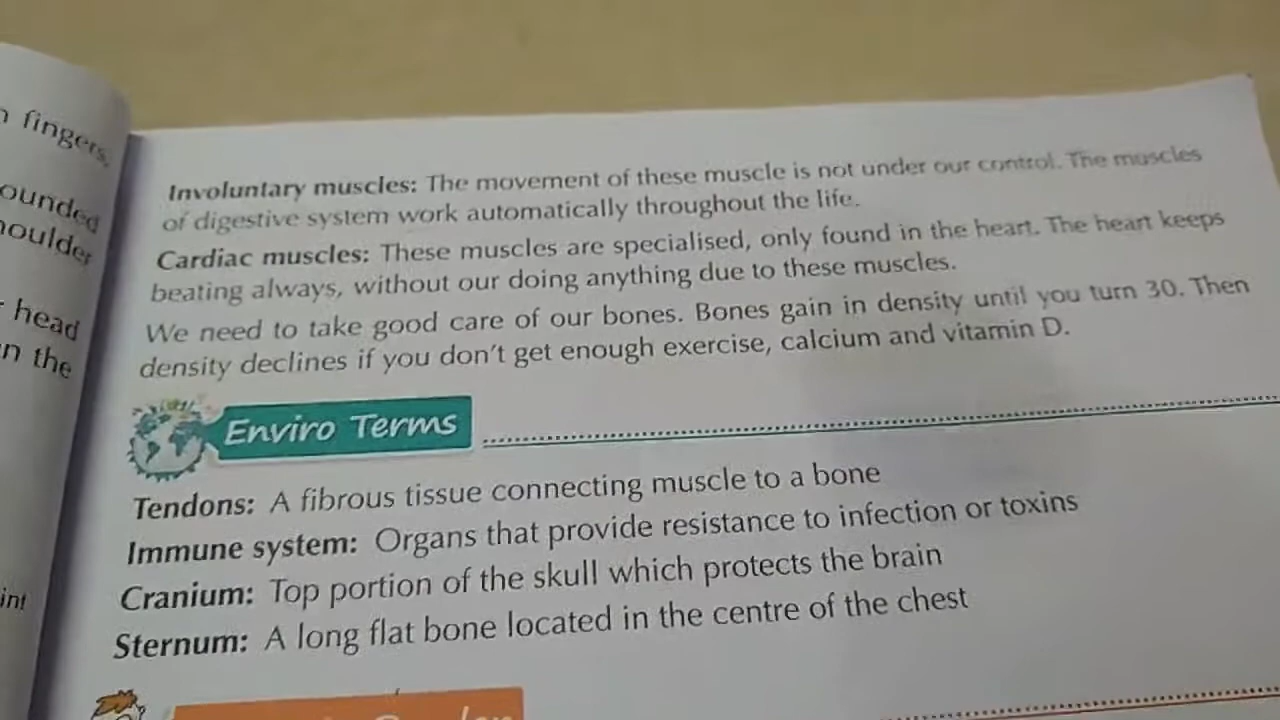 n fingers,
ounded
houlder
head
in the
int
Involuntary muscles: The movement of these muscle is not under our control. The muscles
of digestive system work automatically throughout the life.
Cardiac muscles: These muscles are specialised, only found in the heart. The heart keeps
beating always, without our doing anything due to these muscles.
We need to take good care of our bones. Bones gain in density until you turn 30. Then
density declines if you don't get enough exercise, calcium and vitamin D.
Enviro Terms
Tendons: A fibrous tissue connecting muscle to a bone
Immune system: Organs that provide resistance to infection or toxins
Cranium: Top portion of the skull which protects the brain
Sternum: A long flat bone located in the centre of the chest